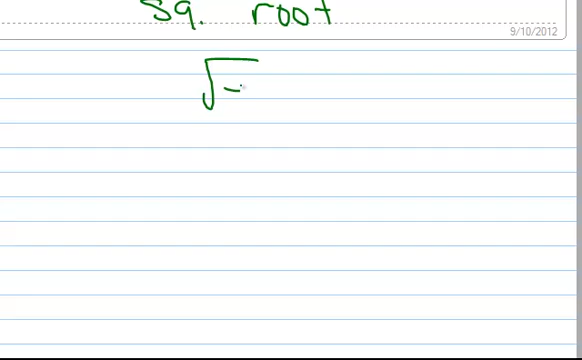 Sq. root
9/10/2012
√-